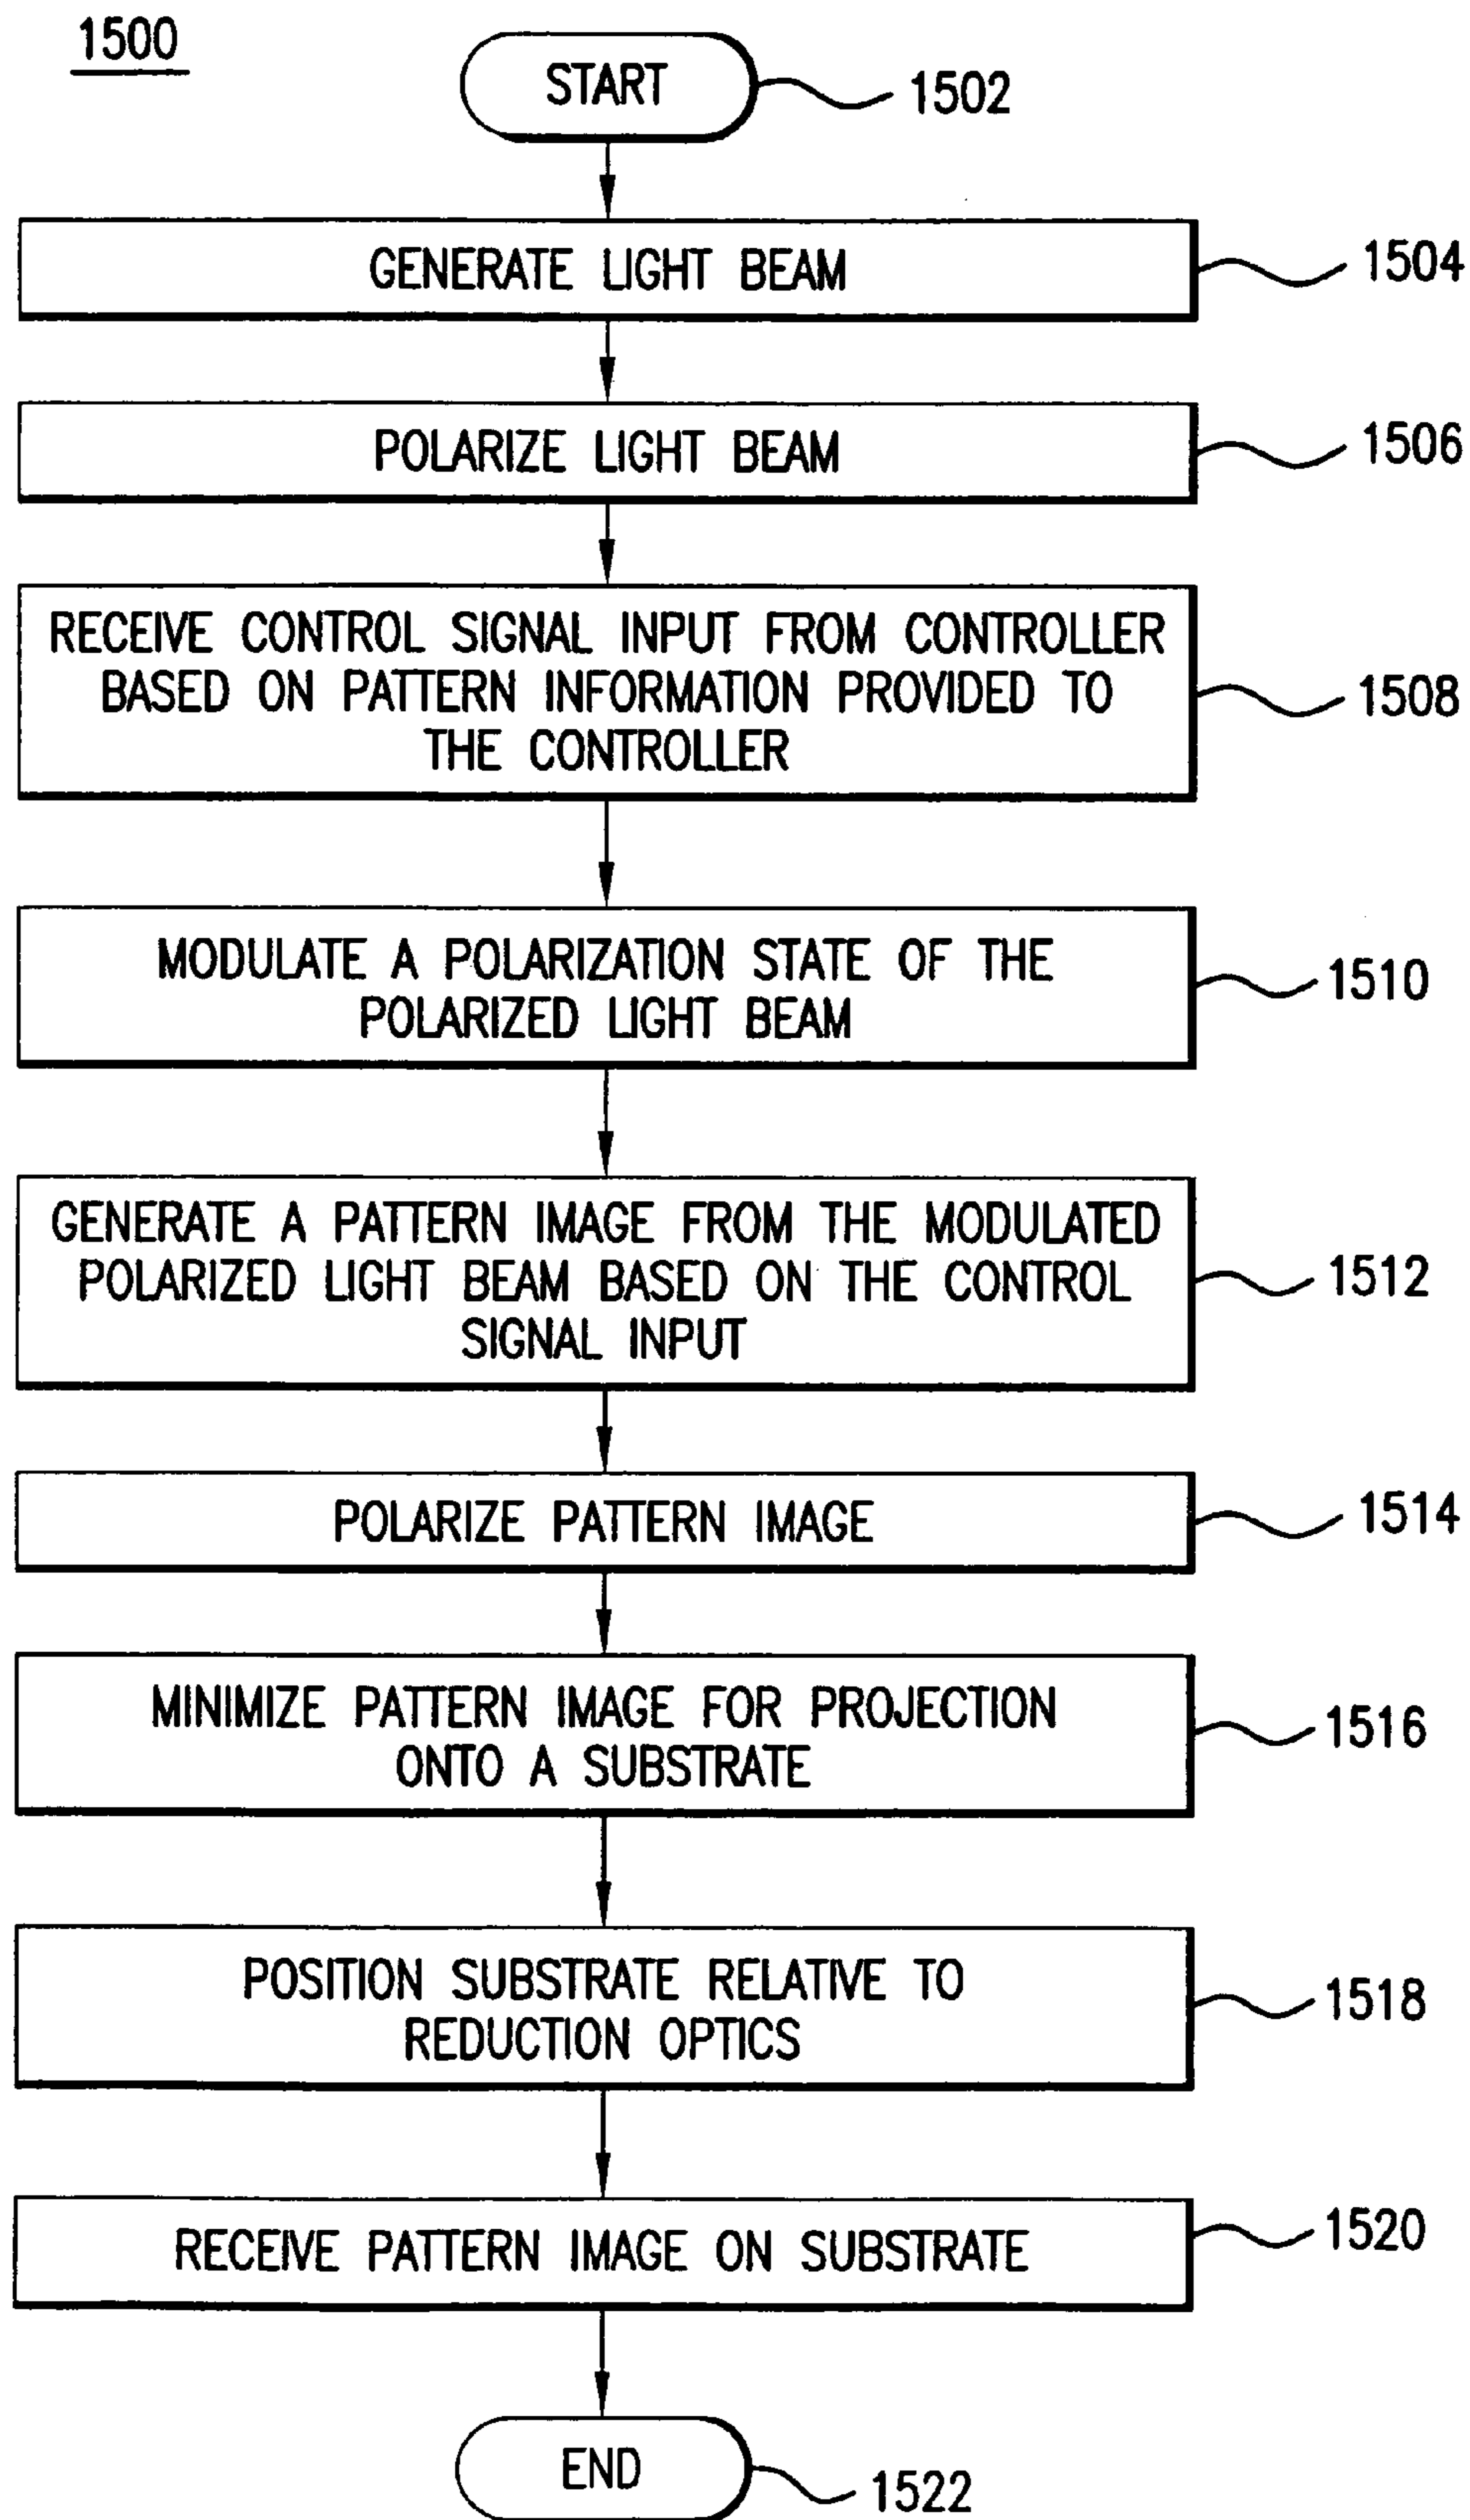 1500
START
1502
GENERATE LIGHT BEAM
1504
POLARIZE LIGHT BEAM
1506
RECEIVE CONTROL SIGNAL INPUT FROM CONTROLLER
BASED ON PATTERN INFORMATION PROVIDED TO
THE CONTROLLER
1508
MODULATE A POLARIZATION STATE OF THE
POLARIZED LIGHT BEAM
1510
GENERATE A PATTERN IMAGE FROM THE MODULATED
POLARIZED LIGHT BEAM BASED ON THE CONTROL
SIGNAL INPUT
1512
POLARIZE PATTERN IMAGE
1514
MINIMIZE PATTERN IMAGE FOR PROJECTION
ONTO A SUBSTRATE
1516
POSITION SUBSTRATE RELATIVE TO
REDUCTION OPTICS
1518
RECEIVE PATTERN IMAGE ON SUBSTRATE
1520
END
1522